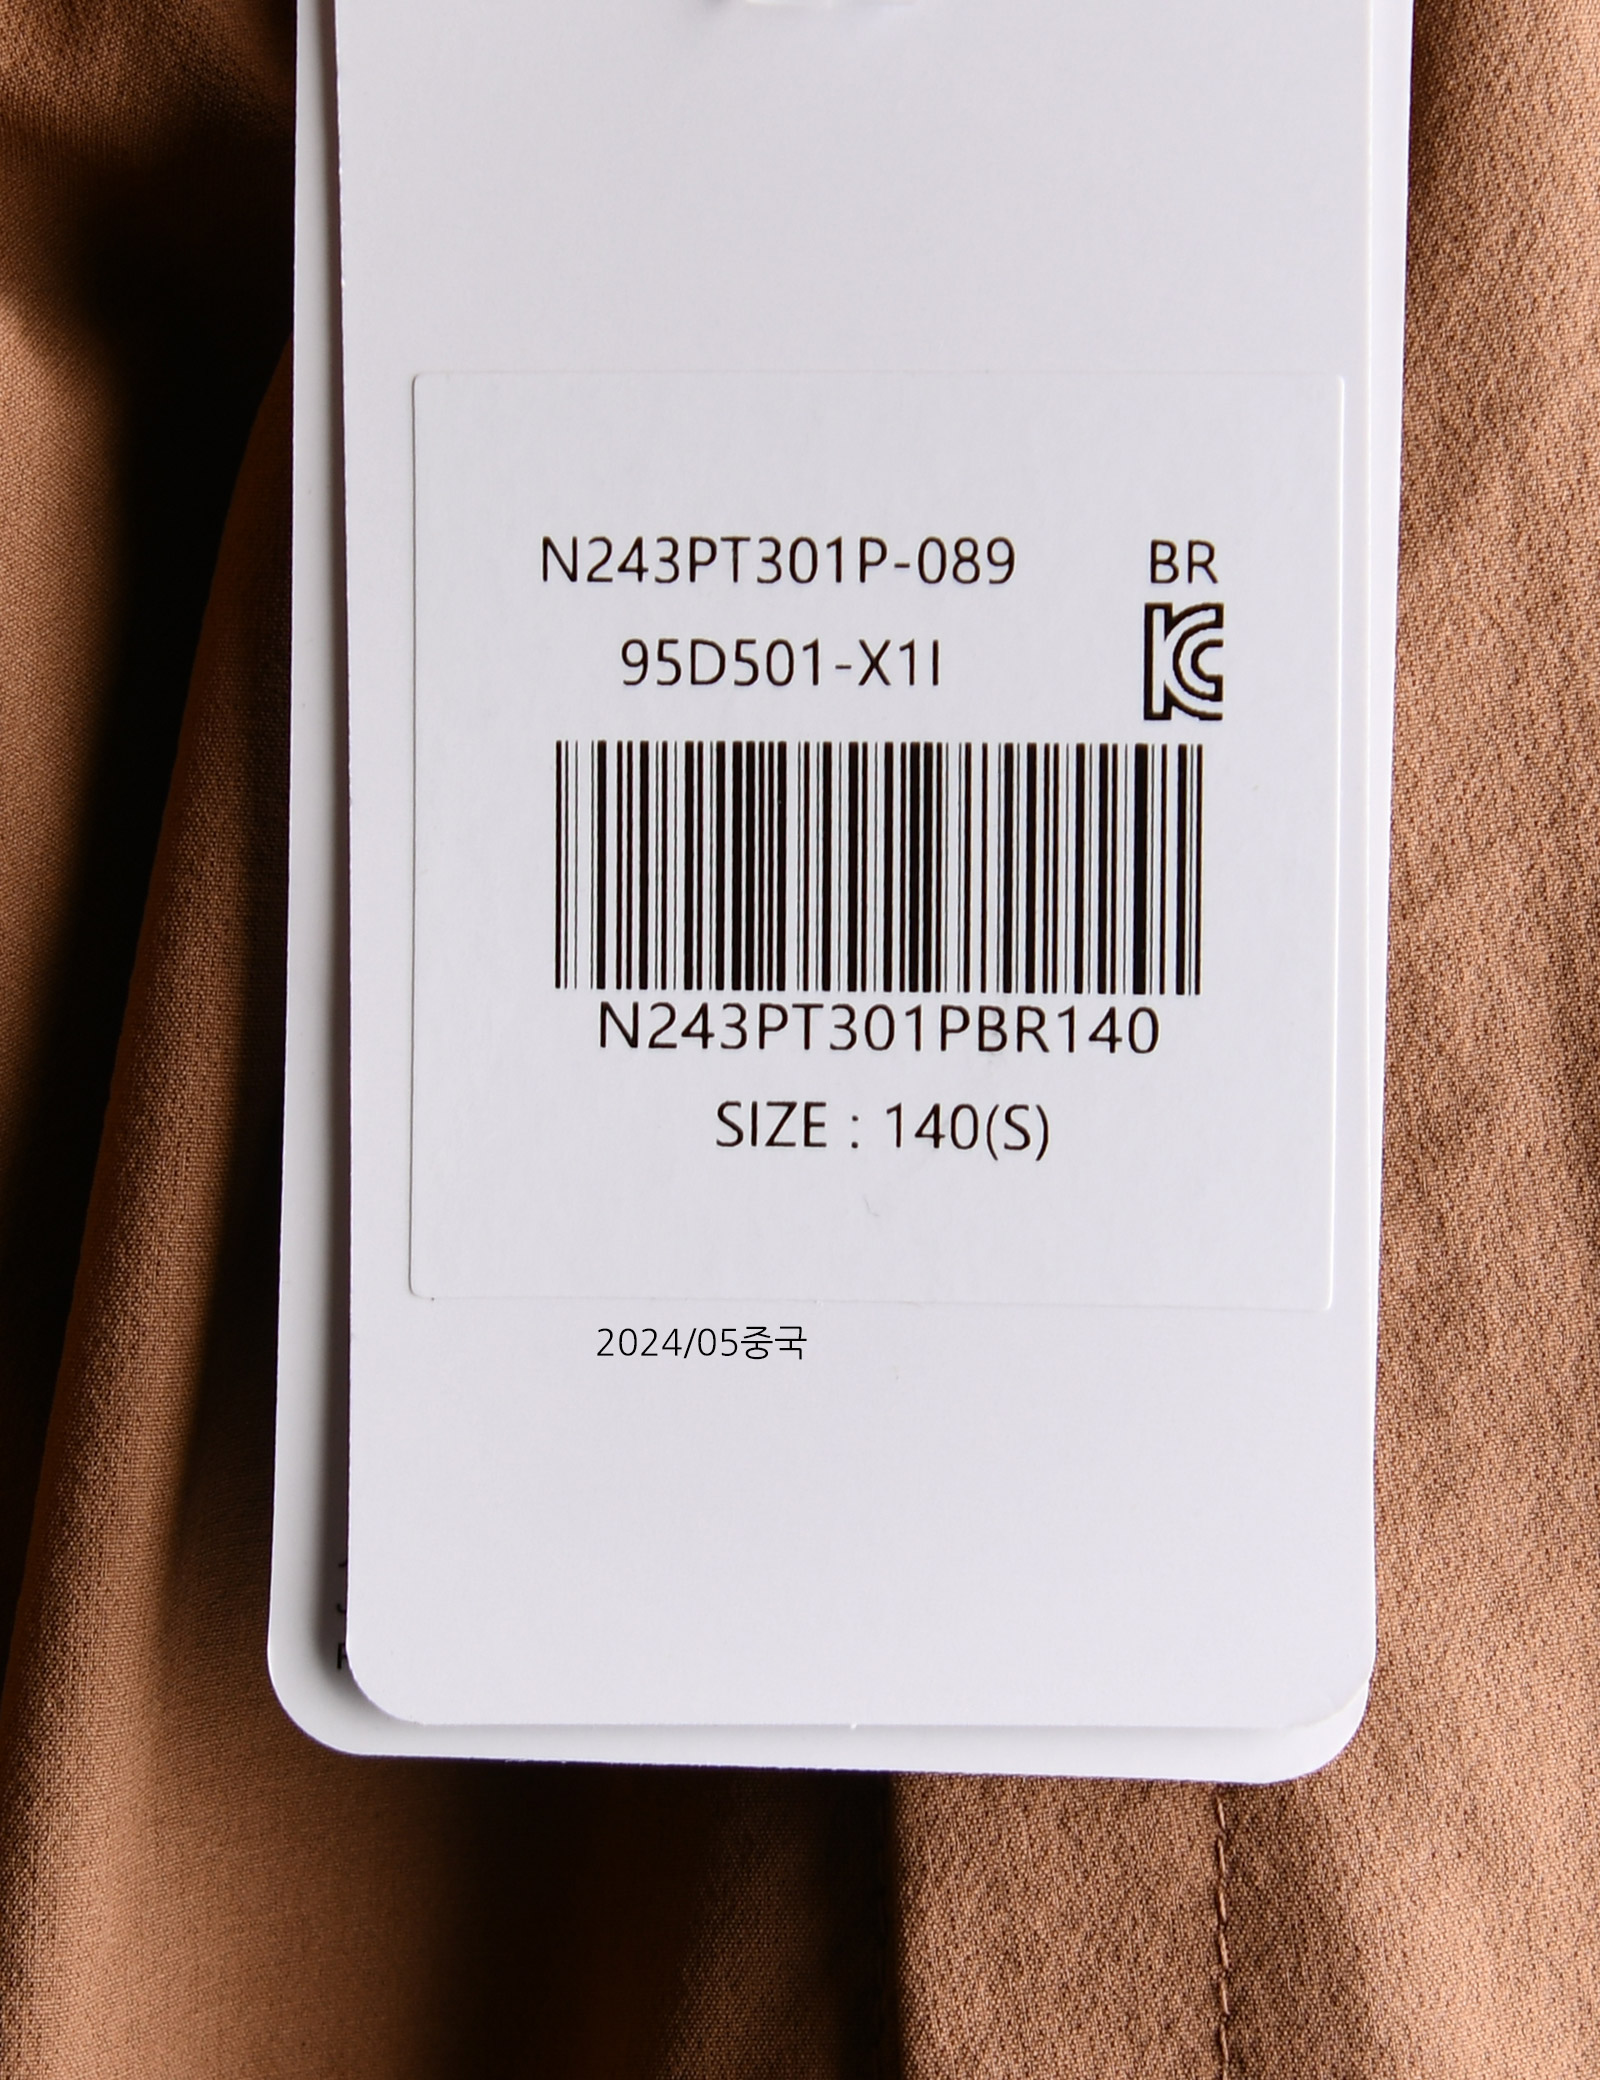 N243PT301P-089 BR
95D501-X1I
N243PT301PBR140
SIZE : 140(S)
2024/05중국